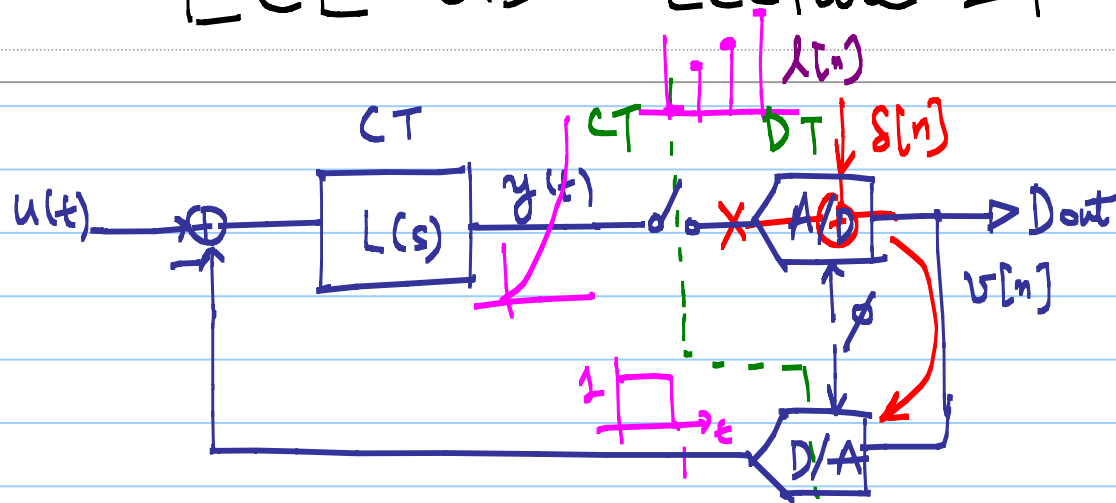 CT
CT
DT
l[n]
δ[n]
u(t)
L(s)
y(t)
A/D
Dout
v[n]
φ
1
t
D/A